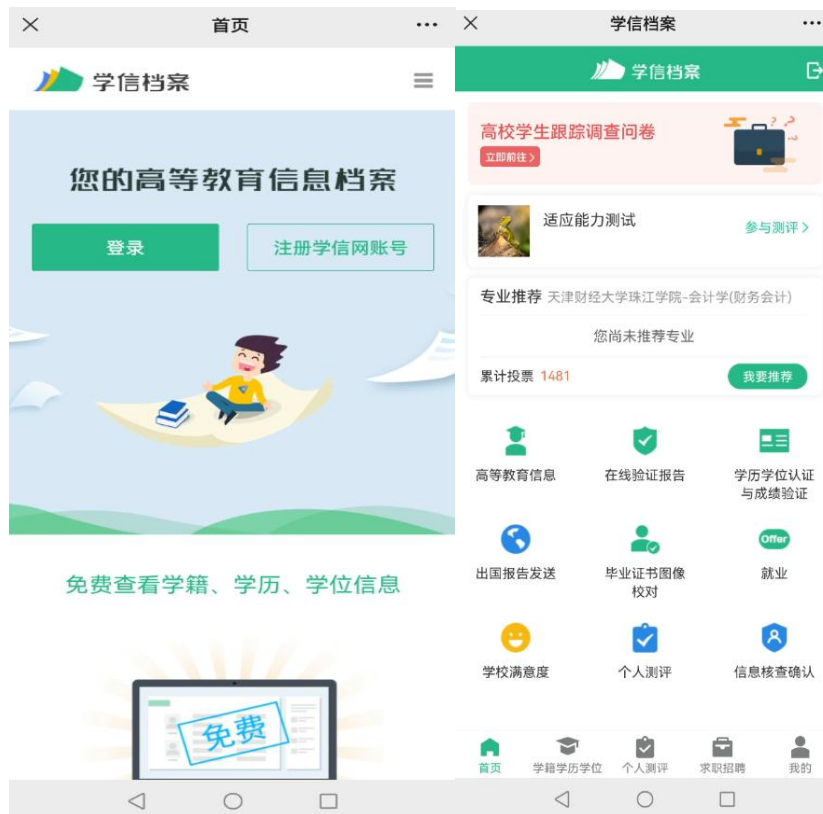 首页
学信档案
您的高等教育信息档案
登录
注册学信网账号
免费查看学籍、学历、学位信息
免费
学信档案
学信档案
高校学生跟踪调查问卷
立即前往 >
适应能力测试
参与测评 >
专业推荐 天津财经大学珠江学院-会计学(财务会计)
您尚未推荐专业
累计投票 1481
我要推荐
高等教育信息
在线验证报告
学历学位认证
与成绩验证
出国报告发送
毕业证书图像
校对
Offer
就业
学校满意度
个人测评
信息核查确认
首页
学籍学历学位
个人测评
求职招聘
我的